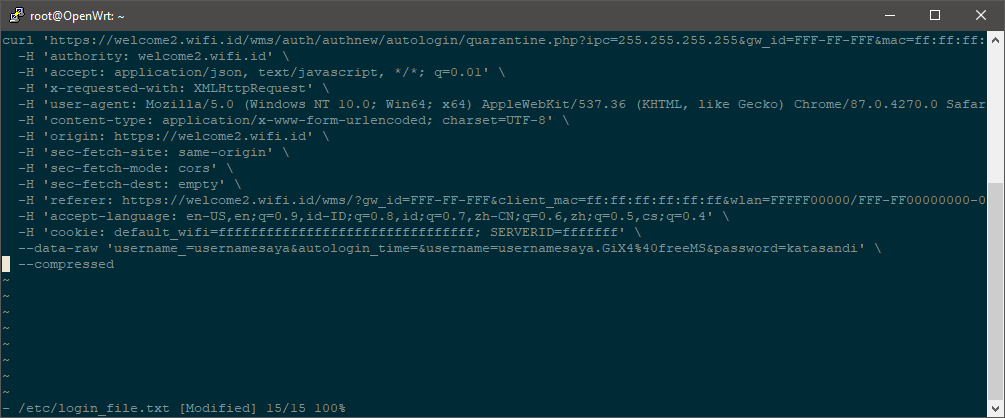 root@OpenWrt: ~
curl 'https://welcome2.wifi.id/wms/auth/authnew/autologin/quarantine.php?ipc=255.255.255.255&gw_id=FFF-FF-FFF&mac=ff:ff:ff:
-H 'authority: welcome2.wifi.id' \
-H 'accept: application/json, text/javascript, */*; q=0.01' \
-H 'x-requested-with: XMLHttpRequest' \
-H 'user-agent: Mozilla/5.0 (Windows NT 10.0; Win64; x64) AppleWebKit/537.36 (KHTML, like Gecko) Chrome/87.0.4270.0 Safar
-H 'content-type: application/x-www-form-urlencoded; charset=UTF-8' \
-H 'origin: https://welcome2.wifi.id' \
-H 'sec-fetch-site: same-origin' \
-H 'sec-fetch-mode: cors' \
-H 'sec-fetch-dest: empty' \
-H 'referer: https://welcome2.wifi.id/wms/?gw_id=FFF-FF-FFF&client_mac=ff:ff:ff:ff:ff:ff&wlan=FFFFF00000/FFF-FF00000000-0
-H 'accept-language: en-US,en;q=0.9,id-ID;q=0.8,id;q=0.7,zh-CN;q=0.6,zh;q=0.5,cs;q=0.4' \
-H 'cookie: default_wifi=ffffffffffffffffffffffffffffffff; SERVERID=fffffff' \
--data-raw 'username_=usernamesaya&autologin_time=&username=usernamesaya.GiX4%40freeMS&password=katasandi' \
--compressed
~
~
~
~
~
~
~
~
- /etc/login_file.txt [Modified] 15/15 100%